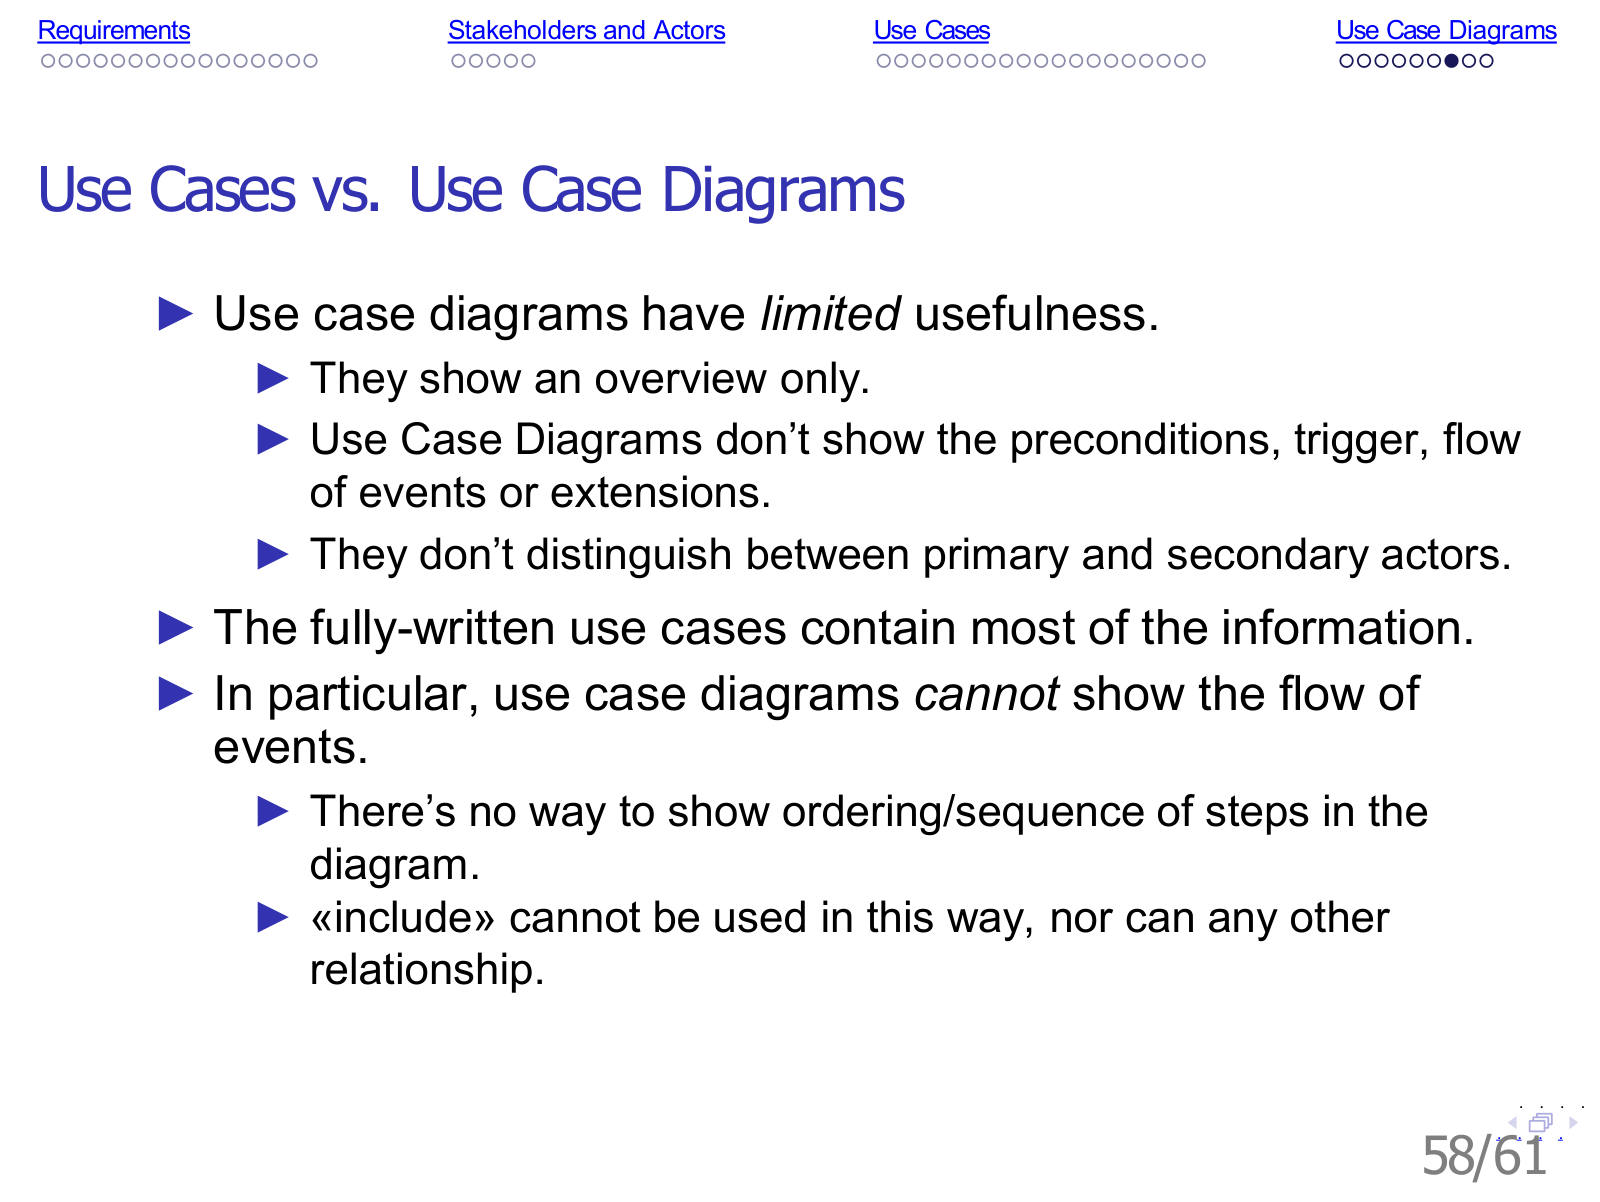 Requirements Stakeholders and Actors Use Cases Use Case Diagrams
Use Cases vs. Use Case Diagrams
▶ Use case diagrams have limited usefulness.
▶ They show an overview only.
▶ Use Case Diagrams don’t show the preconditions, trigger, flow
of events or extensions.
▶ They don’t distinguish between primary and secondary actors.
▶ The fully-written use cases contain most of the information.
▶ In particular, use case diagrams cannot show the flow of
events.
▶ There’s no way to show ordering/sequence of steps in the
diagram.
▶ «include» cannot be used in this way, nor can any other
relationship.
58/61